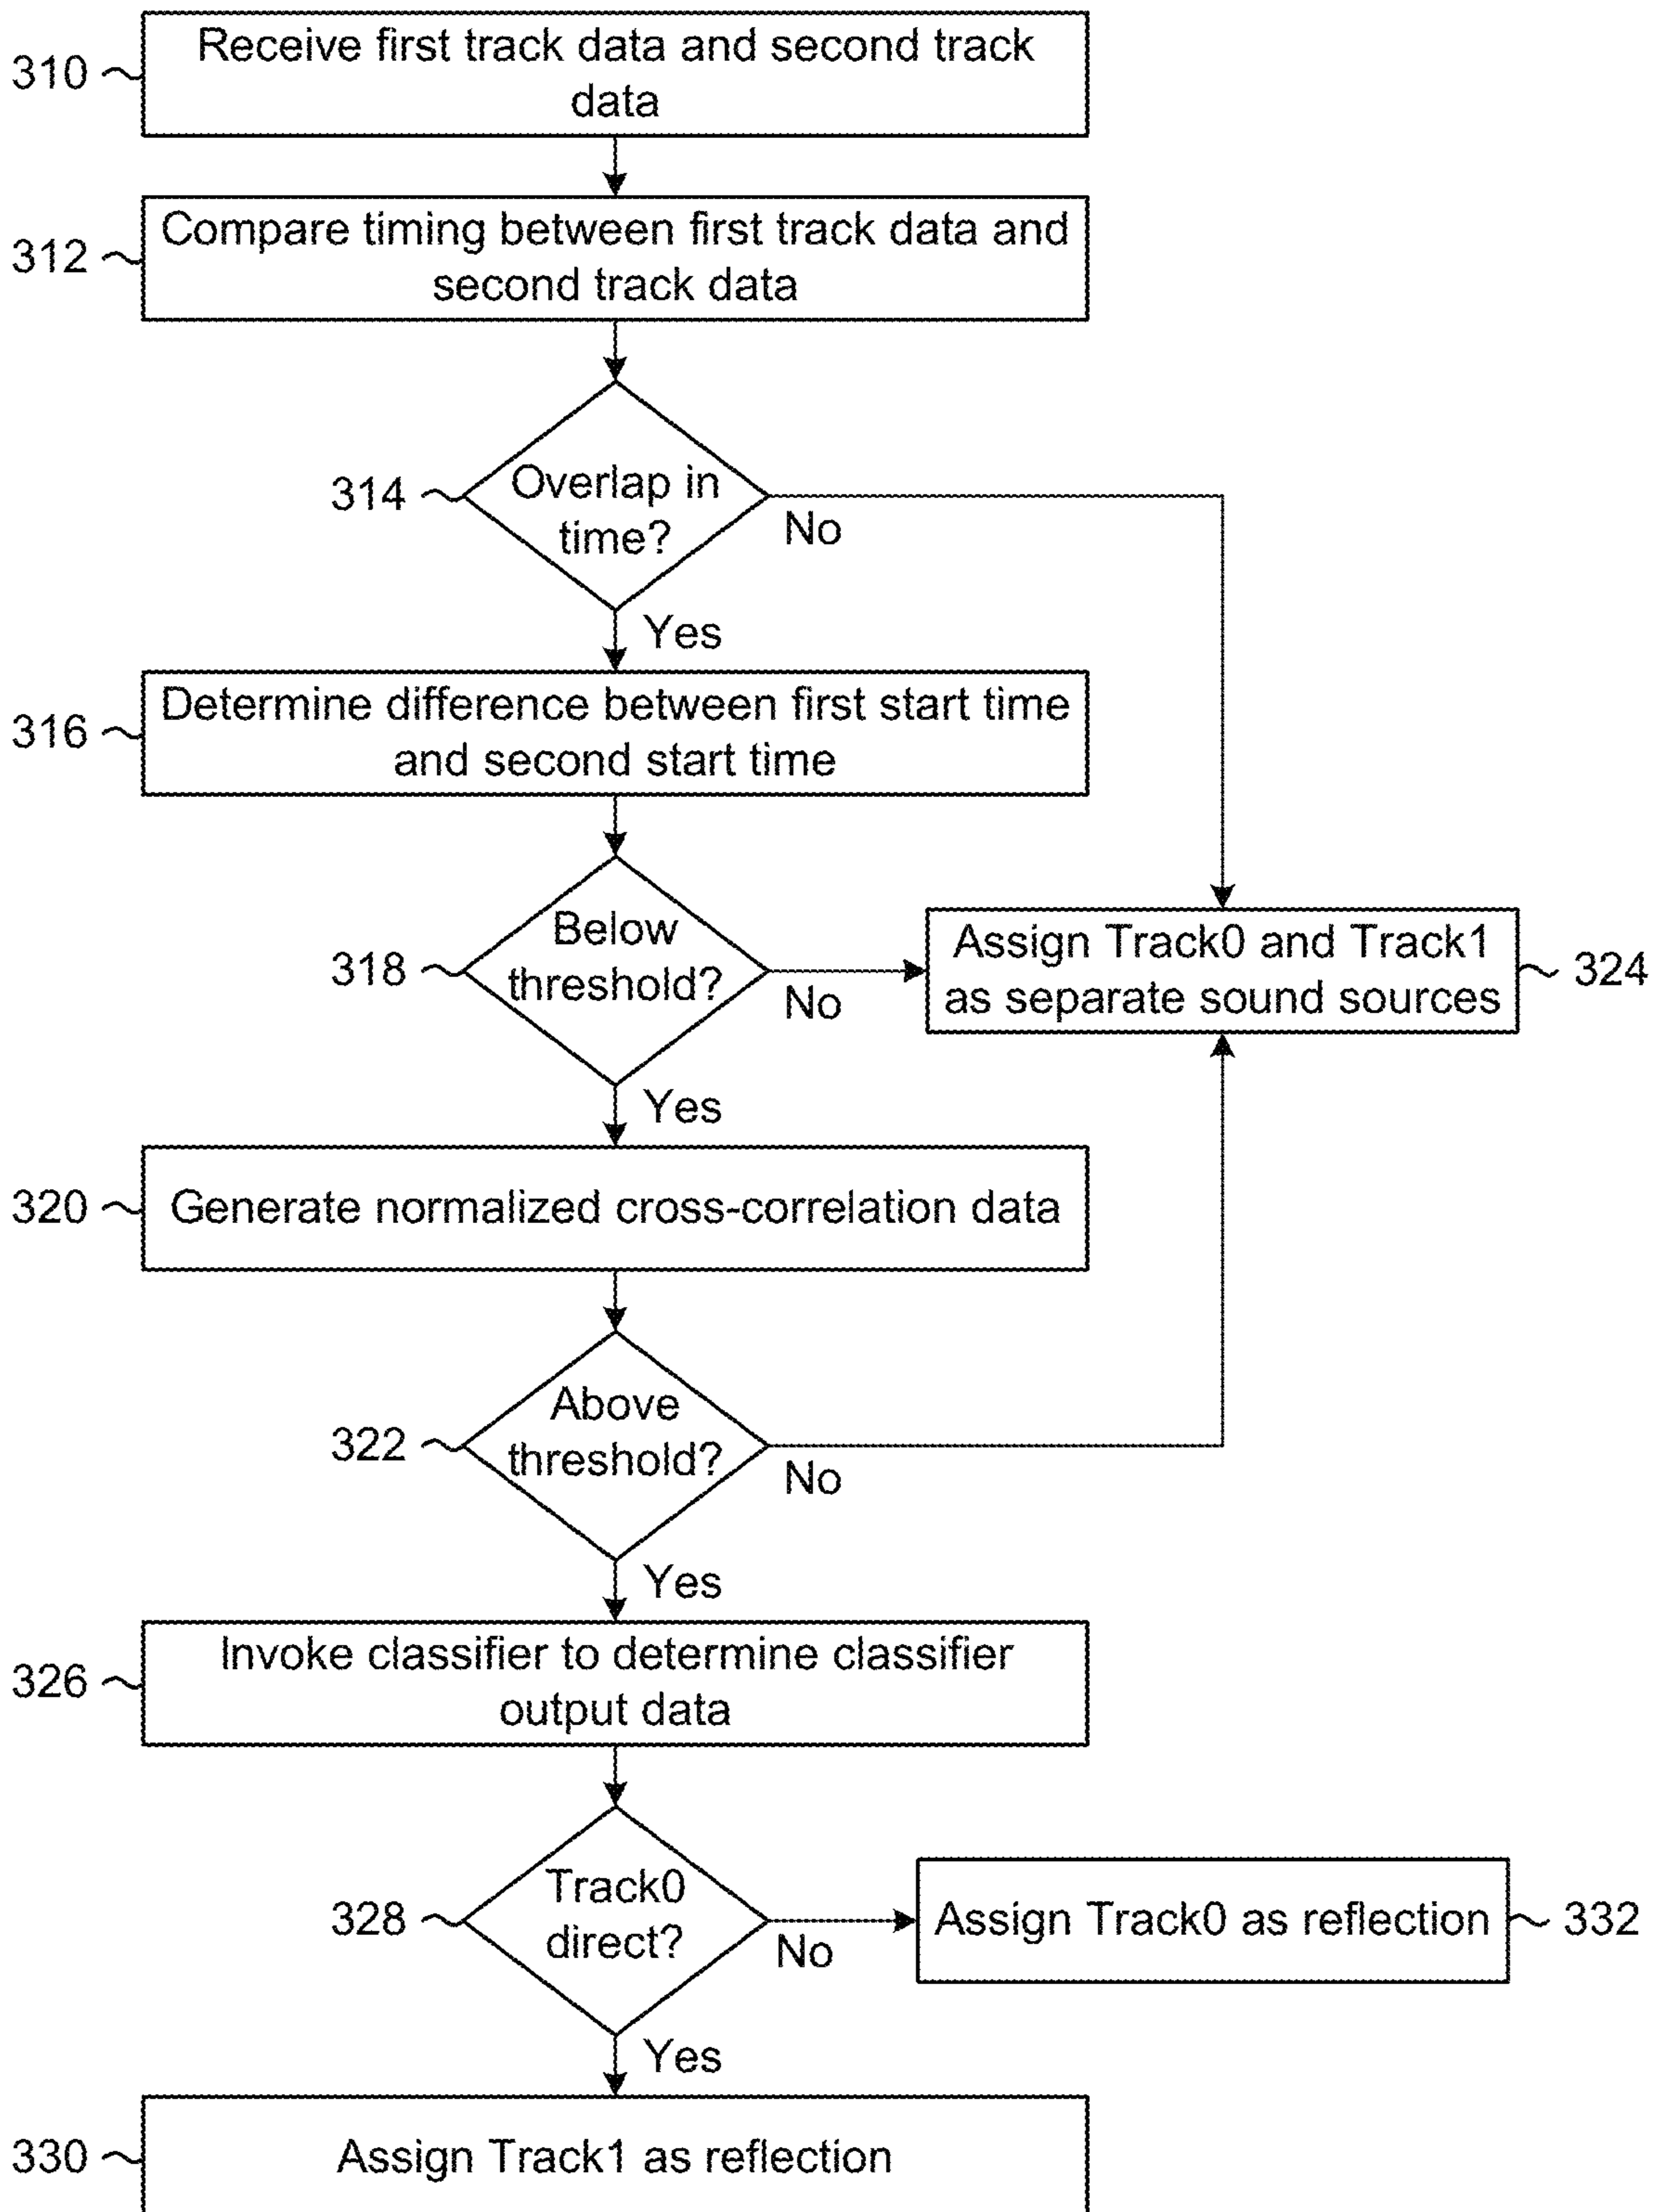 310
Receive first track data and second track
data
312
Compare timing between first track data and
second track data
314
Overlap in
time?
No
Yes
316
Determine difference between first start time
and second start time
318
Below
threshold?
No
Assign Track0 and Track1
as separate sound sources
324
Yes
320
Generate normalized cross-correlation data
322
Above
threshold?
No
Yes
326
Invoke classifier to determine classifier
output data
328
Track0
direct?
No
Assign Track0 as reflection
332
Yes
330
Assign Track1 as reflection